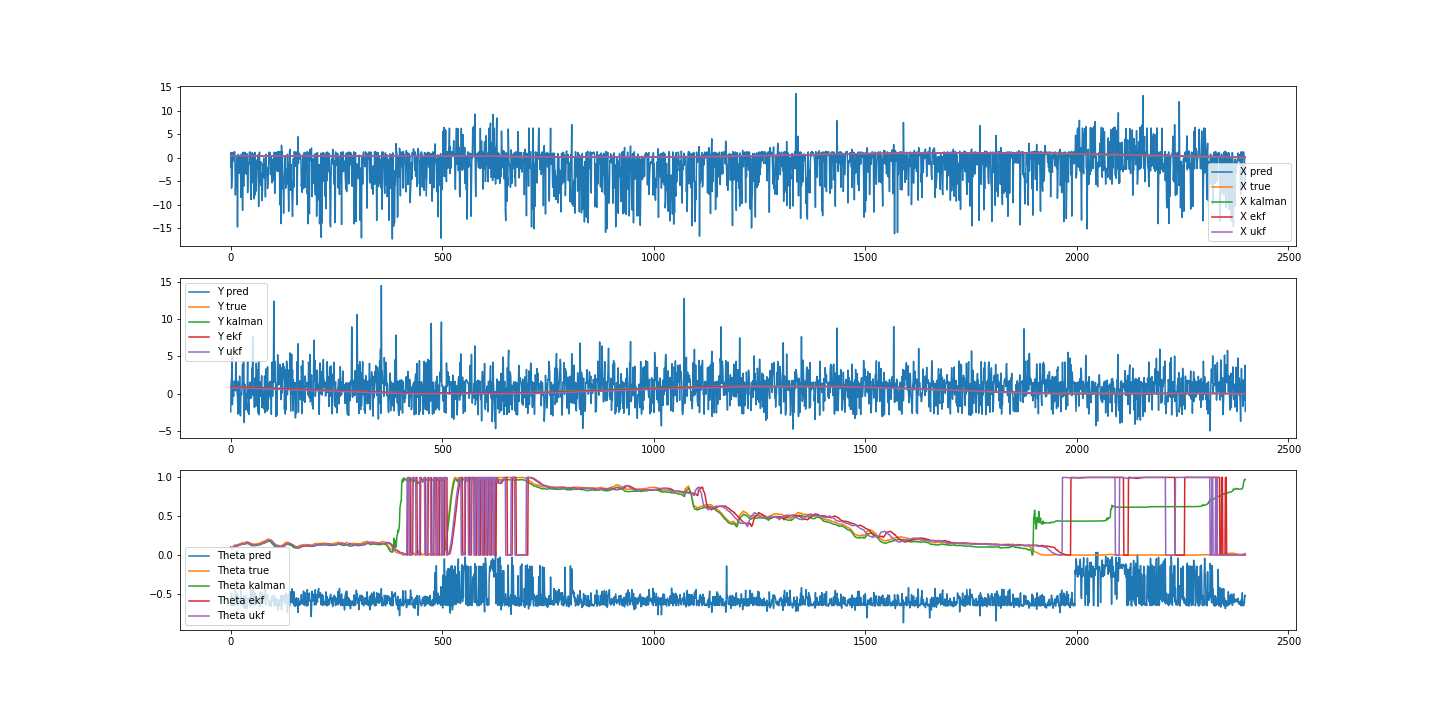 15
10
5
0
−5
−10
−15
X pred
X true
X kalman
X ekf
X ukf
0 500 1000 1500 2000 2500
15
10
5
0
−5
Y pred
Y true
Y kalman
Y ekf
Y ukf
0 500 1000 1500 2000 2500
1.0
0.5
0.0
−0.5
Theta pred
Theta true
Theta kalman
Theta ekf
Theta ukf
0 500 1000 1500 2000 2500